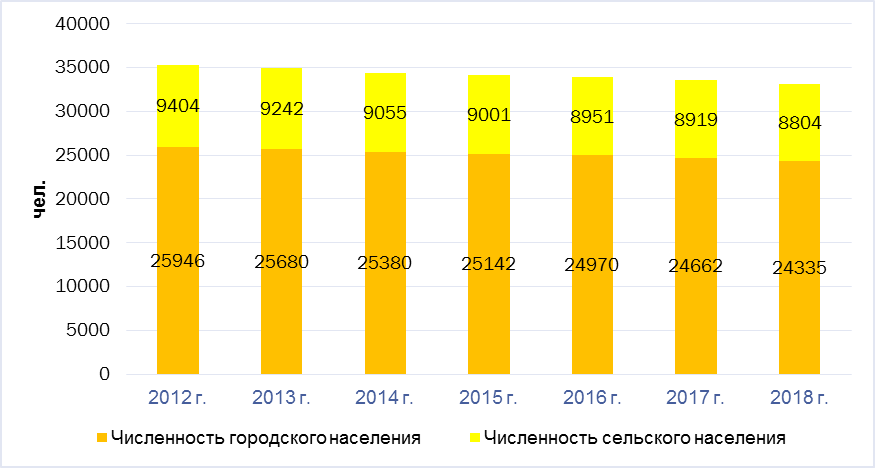 40000
35000
30000
25000
20000
15000
10000
5000
0
чел.
9404 9242 9055 9001 8951 8919 8804
25946 25680 25380 25142 24970 24662 24335
2012 г. 2013 г. 2014 г. 2015 г. 2016 г. 2017 г. 2018 г.
Численность городского населения Численность сельского населения